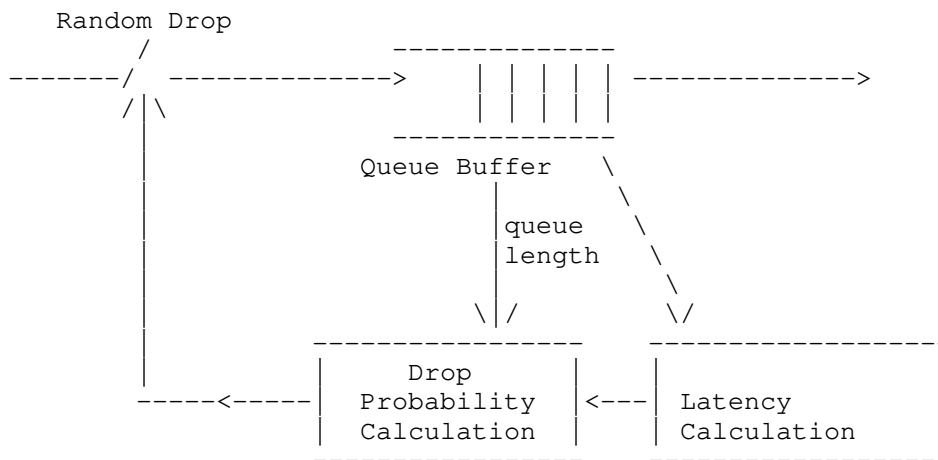 Random Drop
Queue Buffer
queue
length
Drop
Probability
Calculation
Latency
Calculation